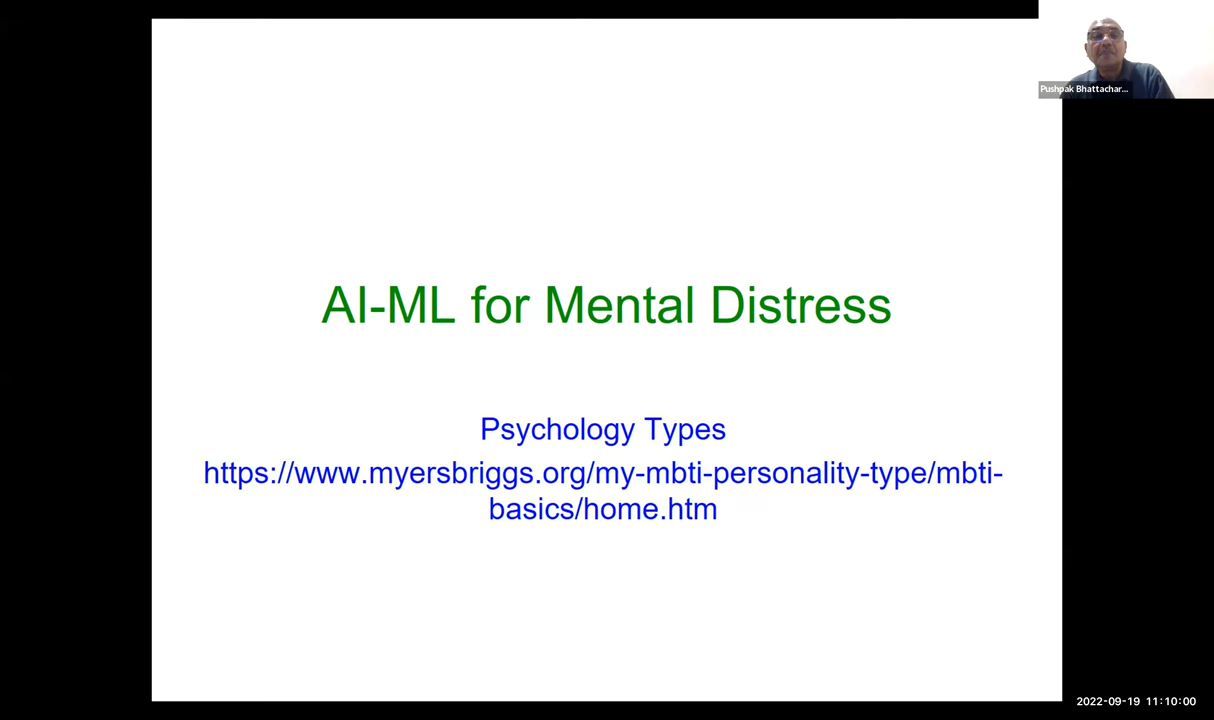 Pushpak Bhattachar...
AI-ML for Mental Distress
Psychology Types
https://www.myersbriggs.org/my-mbti-personality-type/mbti-
basics/home.htm
2022-09-19 11:10:00